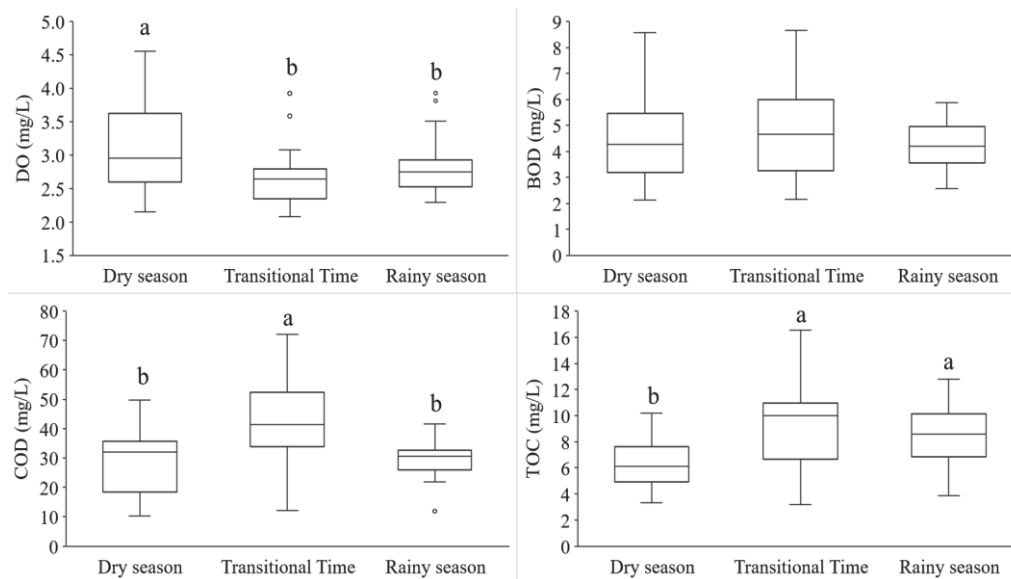 DO (mg/L)
5.0
4.5
4.0
3.5
3.0
2.5
2.0
1.5
a
b
b
Dry season Transitional Time Rainy season
BOD (mg/L)
9
8
7
6
5
4
3
2
1
0
Dry season Transitional Time Rainy season
COD (mg/L)
80
70
60
50
40
30
20
10
0
b
a
b
Dry season Transitional Time Rainy season
TOC (mg/L)
18
16
14
12
10
8
6
4
2
0
b
a
a
Dry season Transitional Time Rainy season